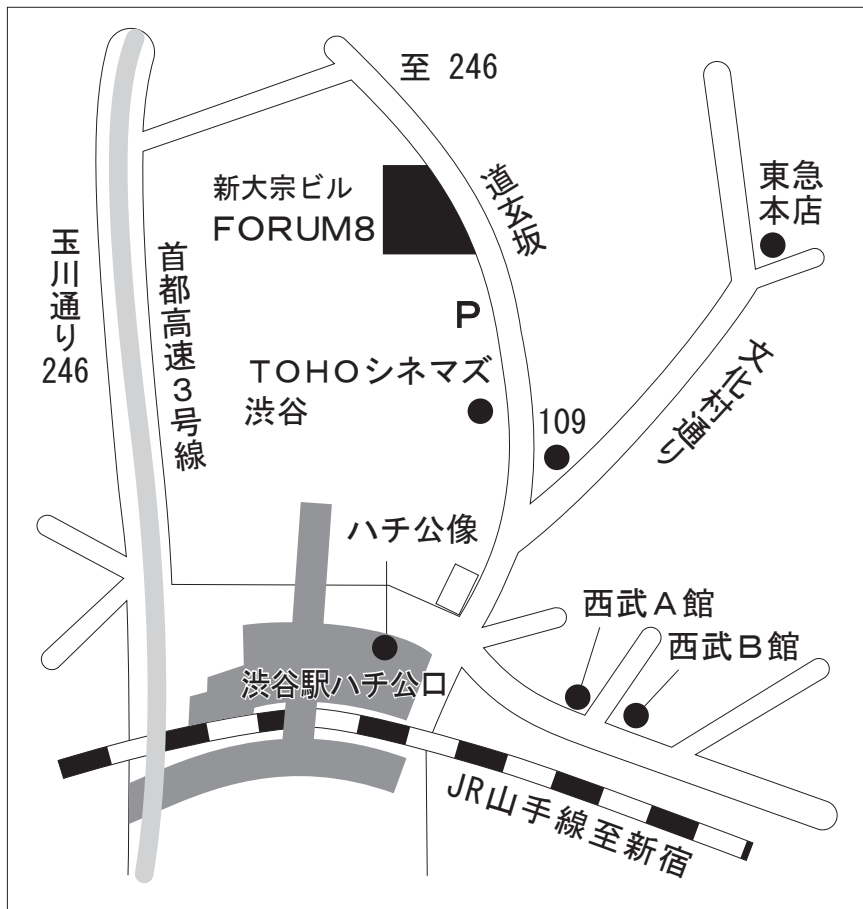 至 246
道玄坂
東急
本店
新大宗ビル
FORUM8
玉川通り
246
首都高速3号線
P
TOHOシネマズ
渋谷
109
文化村通り
ハチ公像
西武A館
西武B館
渋谷駅ハチ公口
JR山手線至新宿